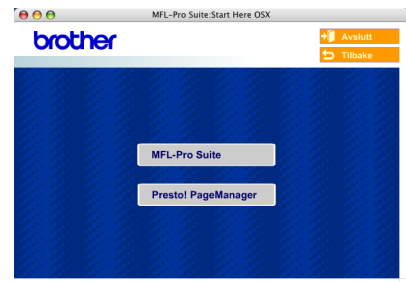 MFL-Pro Suite:Start Here OSX
brother
Avslutt
Tilbake
MFL-Pro Suite
Presto! PageManager